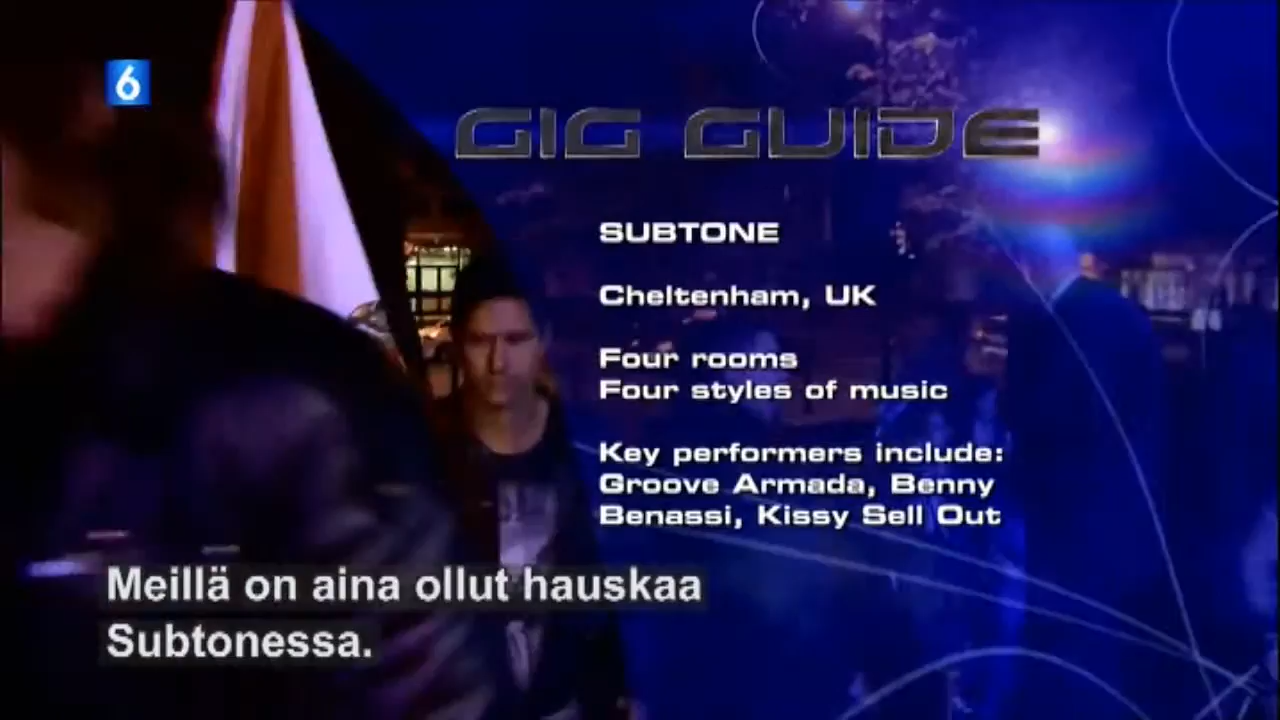 6
GIG GUIDE
SUBTONE
Cheltenham, UK
Four rooms
Four styles of music
Key performers include:
Groove Armada, Benny
Benassi, Kissy Sell Out
Meillä on aina ollut hauskaa
Subtonessa.